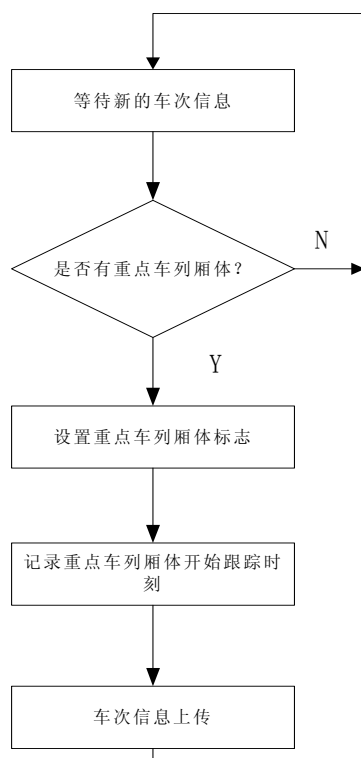 等待新的车次信息
是否有重点车列厢体?
N
Y
设置重点车列厢体标志
记录重点车列厢体开始跟踪时
刻
车次信息上传